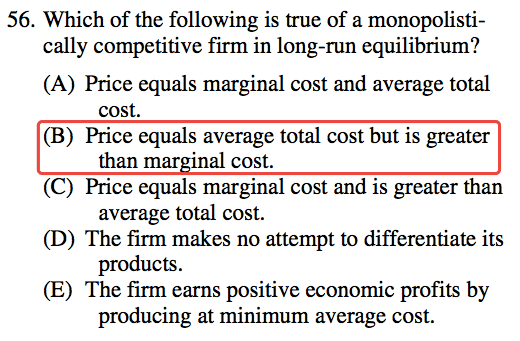 56. Which of the following is true of a monopolisti-
cally competitive firm in long-run equilibrium?
(A) Price equals marginal cost and average total
cost.
(B) Price equals average total cost but is greater
than marginal cost.
(C) Price equals marginal cost and is greater than
average total cost.
(D) The firm makes no attempt to differentiate its
products.
(E) The firm earns positive economic profits by
producing at minimum average cost.